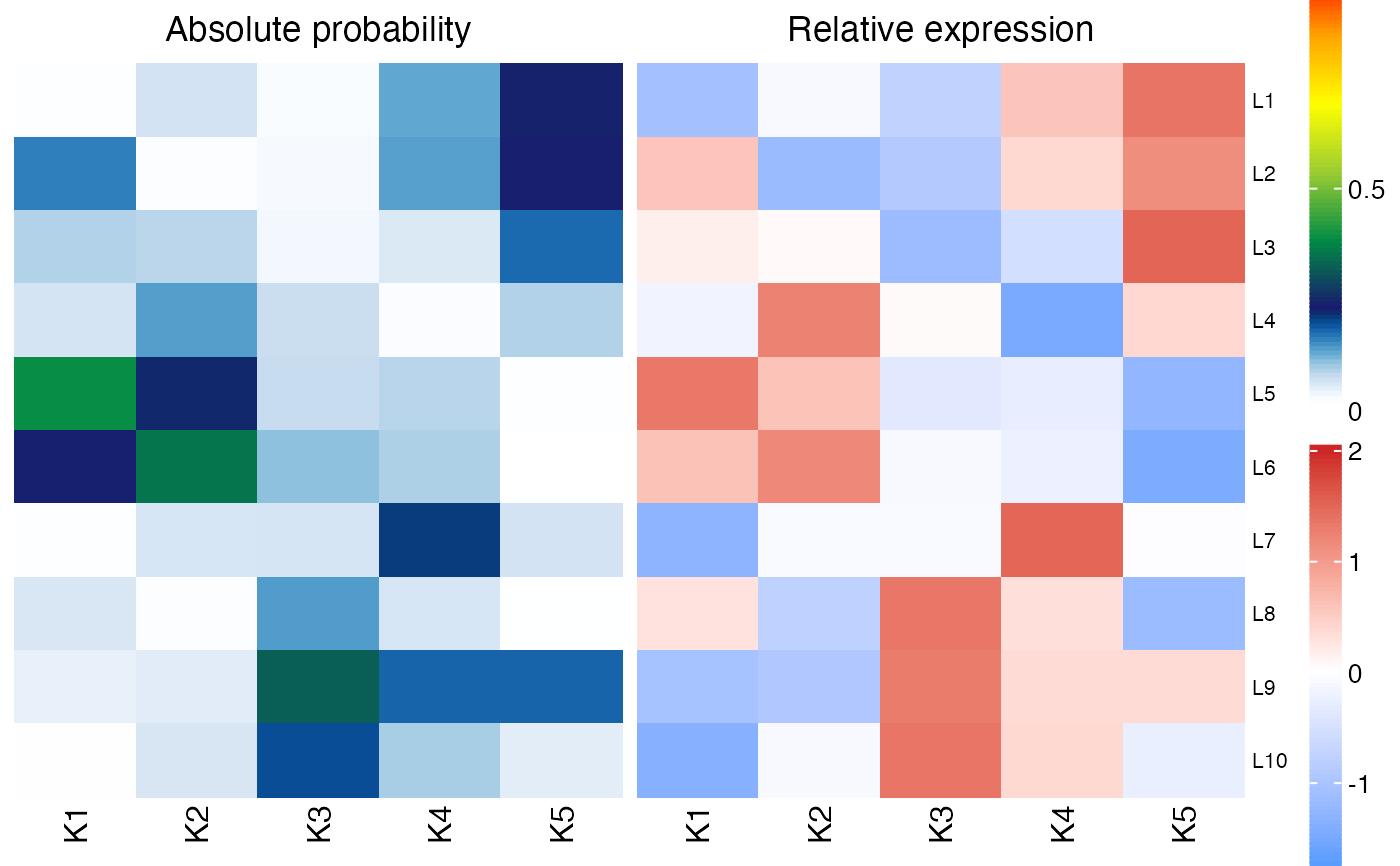 Absolute probability
Relative expression
L1
L2
L3
L4
L5
L6
L7
L8
L9
L10
K1 K2 K3 K4 K5
K1 K2 K3 K4 K5
0.5
0
2
1
0
-1